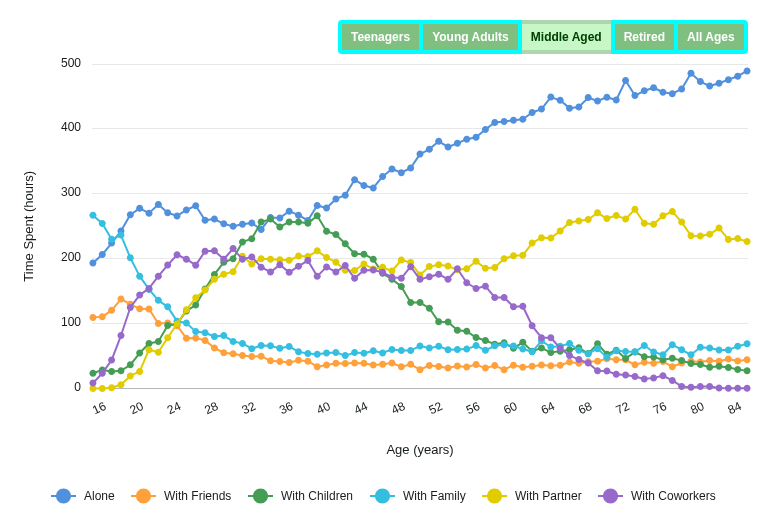 Teenagers Young Adults Middle Aged Retired All Ages
500
400
300
200
100
0
Time Spent (hours)
16 20 24 28 32 36 40 44 48 52 56 60 64 68 72 76 80 84
Age (years)
Alone With Friends With Children With Family With Partner With Coworkers